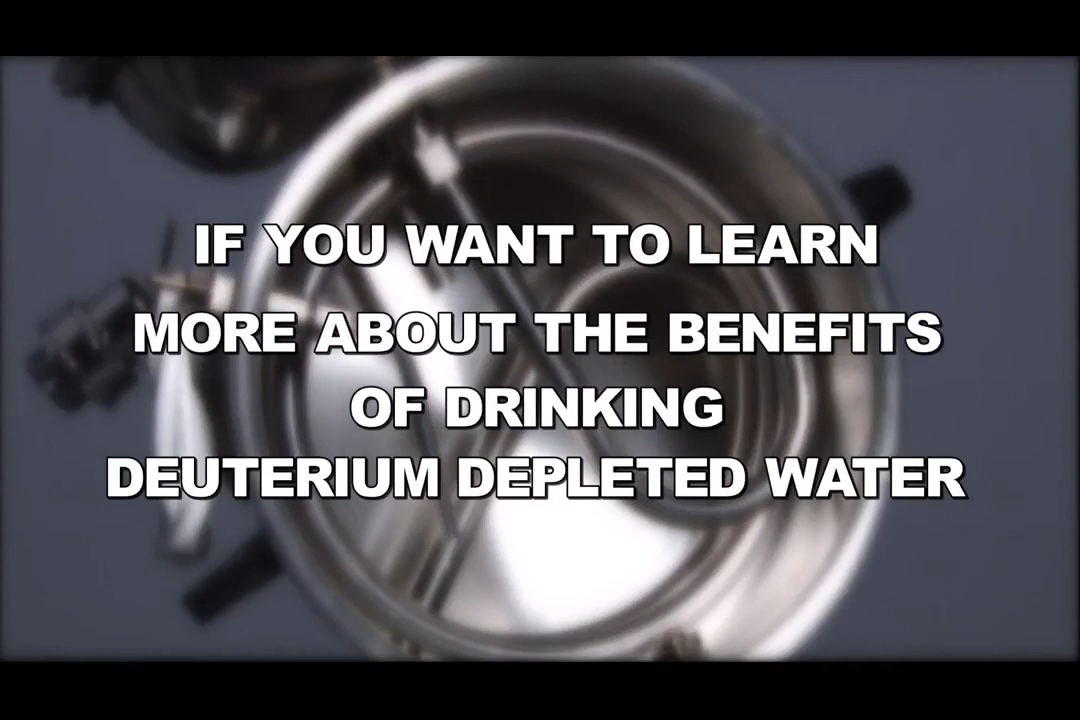 IF YOU WANT TO LEARN
MORE ABOUT THE BENEFITS
OF DRINKING
DEUTERIUM DEPLETED WATER